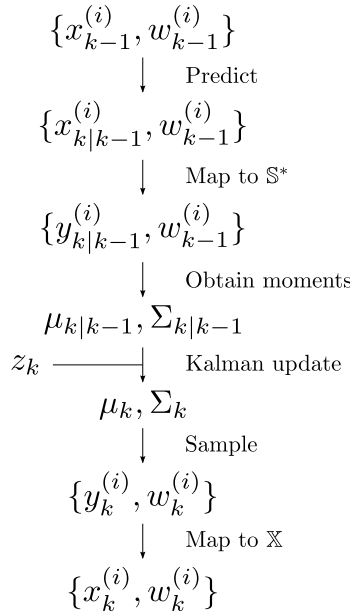 {x_{k-1}^{(i)}, w_{k-1}^{(i)}}
Predict
{x_{k|k-1}^{(i)}, w_{k-1}^{(i)}}
Map to 𝕊*
{y_{k|k-1}^{(i)}, w_{k-1}^{(i)}}
Obtain moments
μ_{k|k-1}, Σ_{k|k-1}
z_k
Kalman update
μ_k, Σ_k
Sample
{y_k^{(i)}, w_k^{(i)}}
Map to 𝕏
{x_k^{(i)}, w_k^{(i)}}